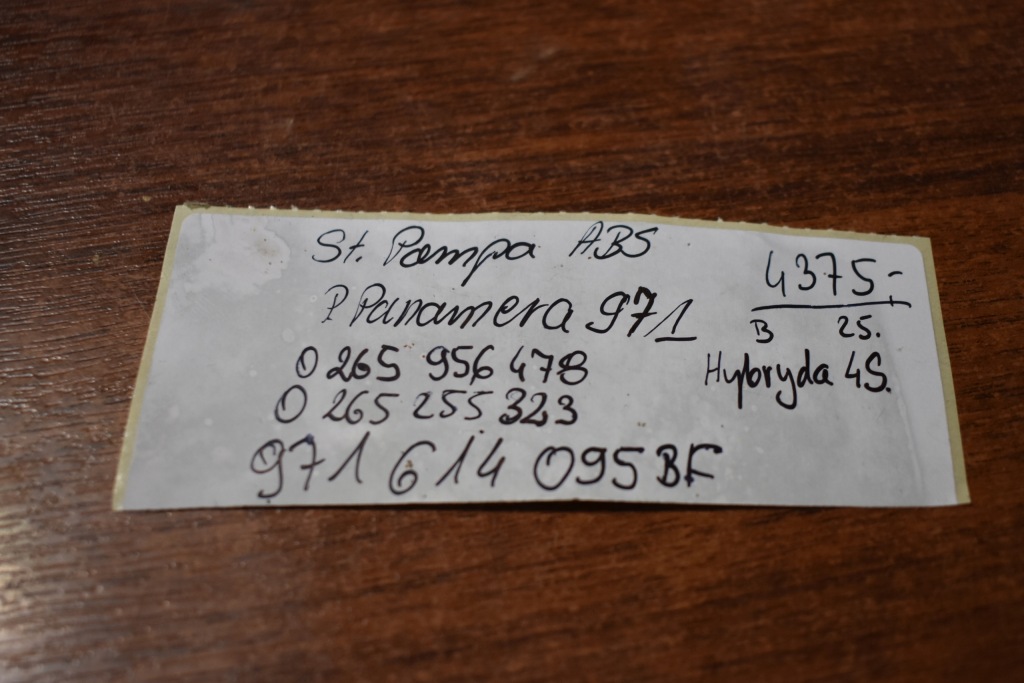 St. Pompa ABS
P Panamera 971
0 265 956 478
0 265 255 323
971 614 095 BF
4375,-
B 25.
Hybryda 4S.